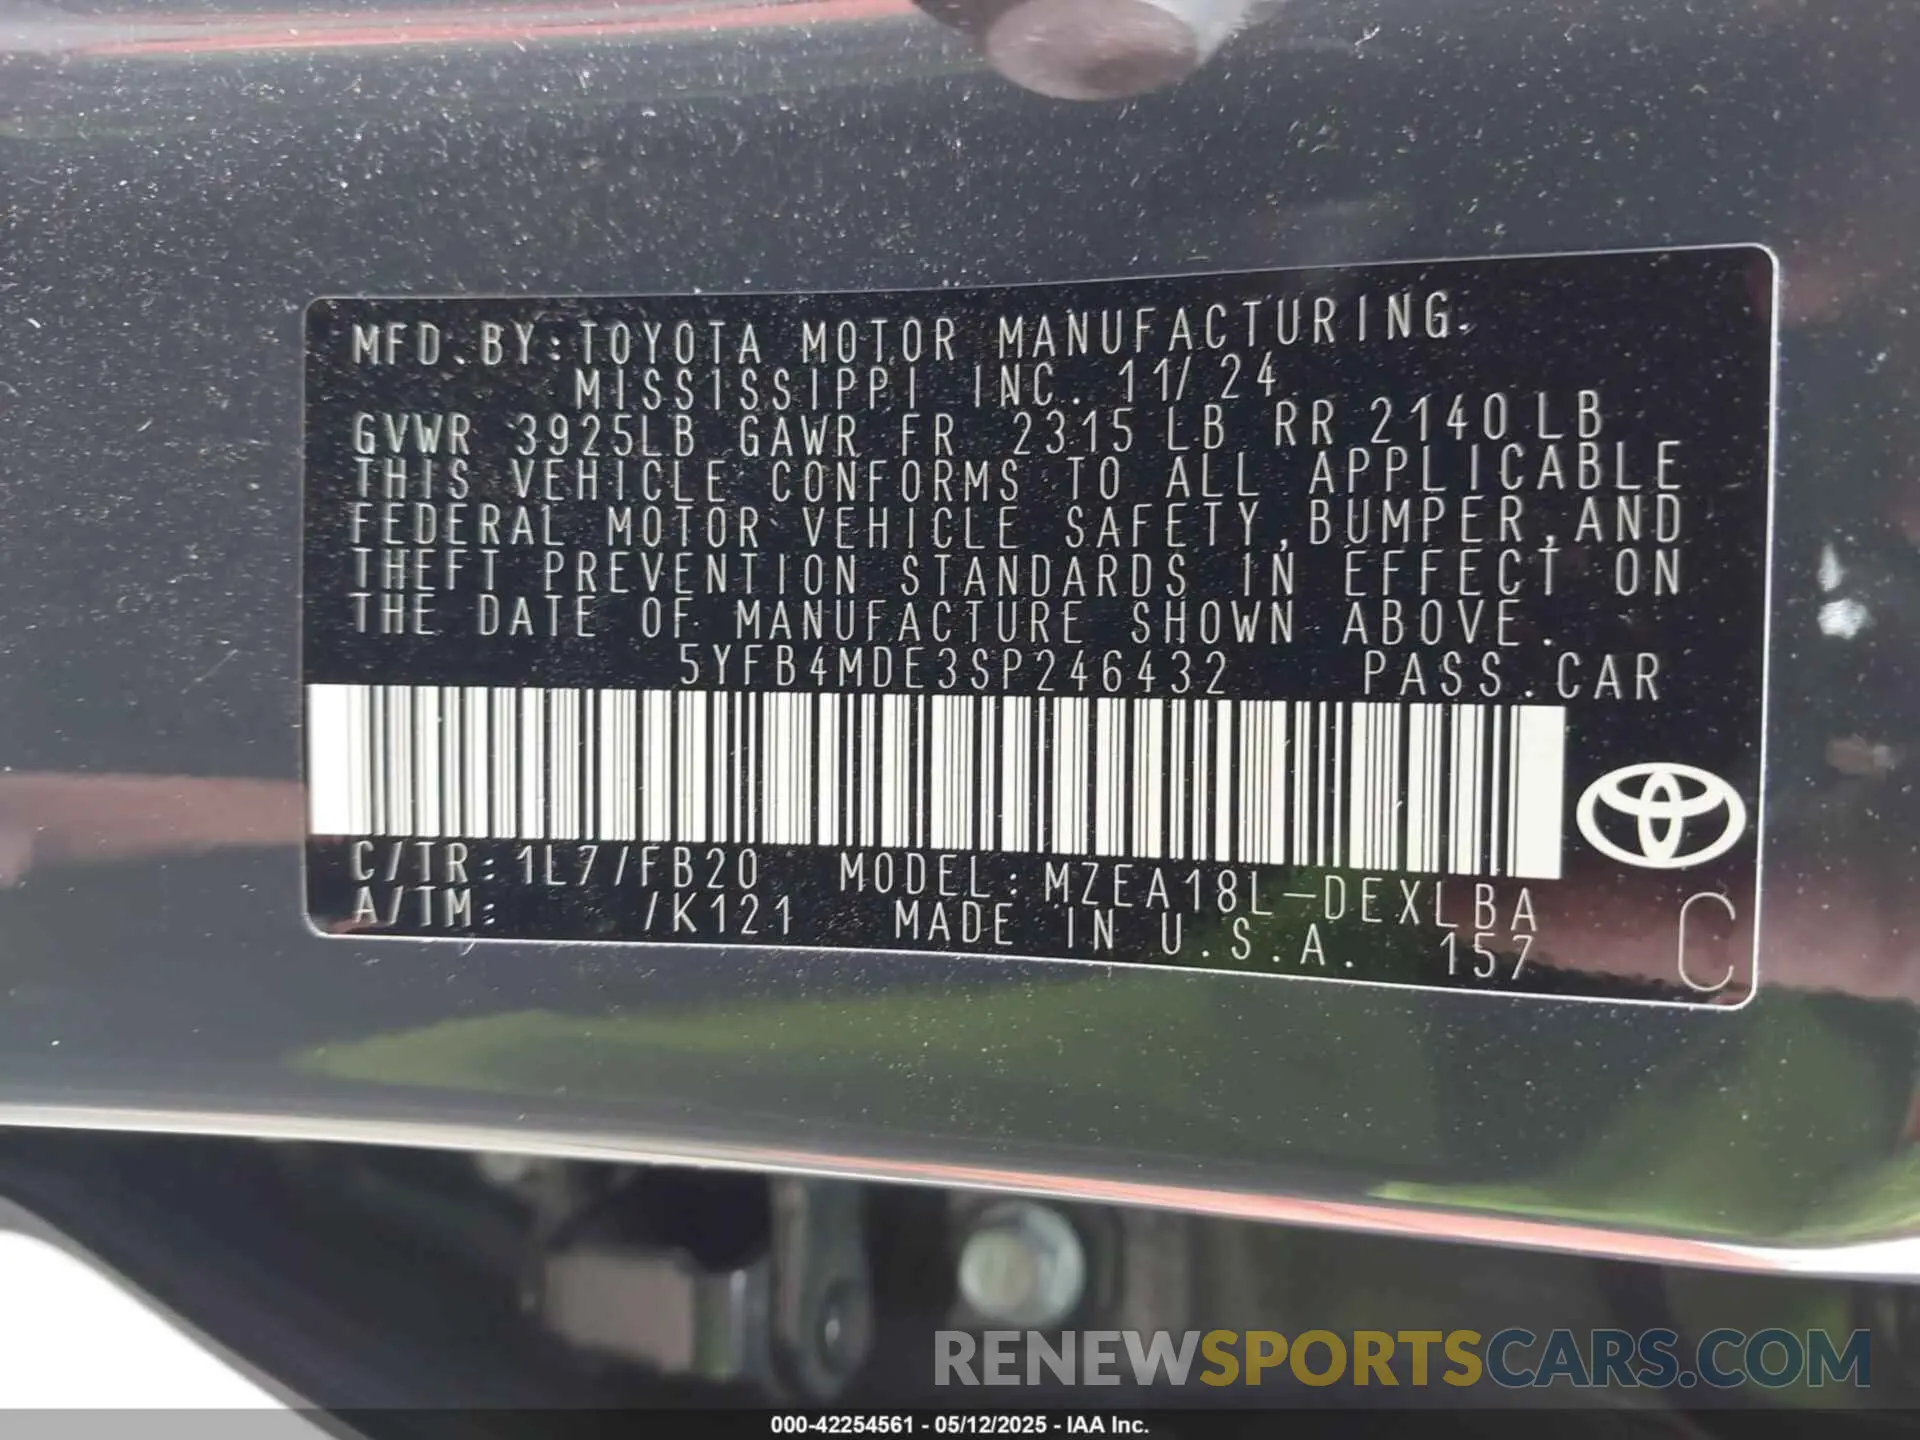 MFD. BY: TOYOTA MOTOR MANUFACTURING.
MISSISSIPPI INC. 11/24
GVWR 3925LB GAWR FR 2315 LB RR 2140LB
THIS VEHICLE CONFORMS TO ALL APPLICABLE
FEDERAL MOTOR VEHICLE SAFETY,BUMPER,AND
THEFT PREVENTION STANDARDS IN EFFECT ON
THE DATE OF MANUFACTURE SHOWN ABOVE.
5YFB4MDE3SP246432 PASS.CAR
C/TR: 1L7/FB20 MODEL: MZEA18L-DEXLBA
A/TM: /K121 MADE IN U.S.A. 157 C
RENEWSPORTSCARS.COM
000-42254561 - 05/12/2025 - IAA Inc.